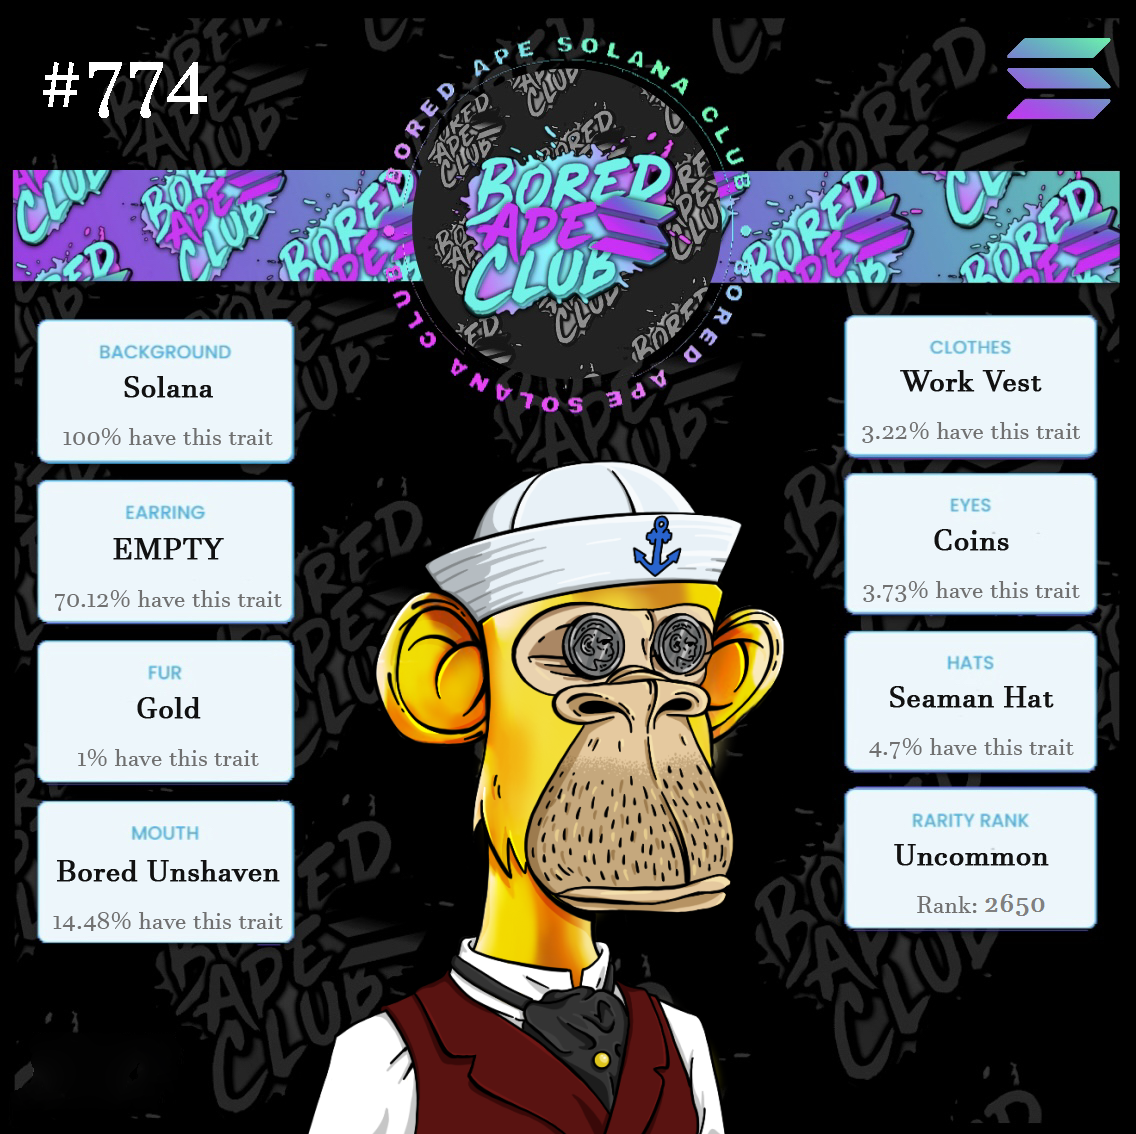 #774
BORED APE SOLANA CLUB
BORED APE SOLANA CLUB
BORED
APE
CLUB
BACKGROUND
Solana
100% have this trait
EARRING
EMPTY
70.12% have this trait
FUR
Gold
1% have this trait
MOUTH
Bored Unshaven
14.48% have this trait
CLOTHES
Work Vest
3.22% have this trait
EYES
Coins
3.73% have this trait
HATS
Seaman Hat
4.7% have this trait
RARITY RANK
Uncommon
Rank: 2650